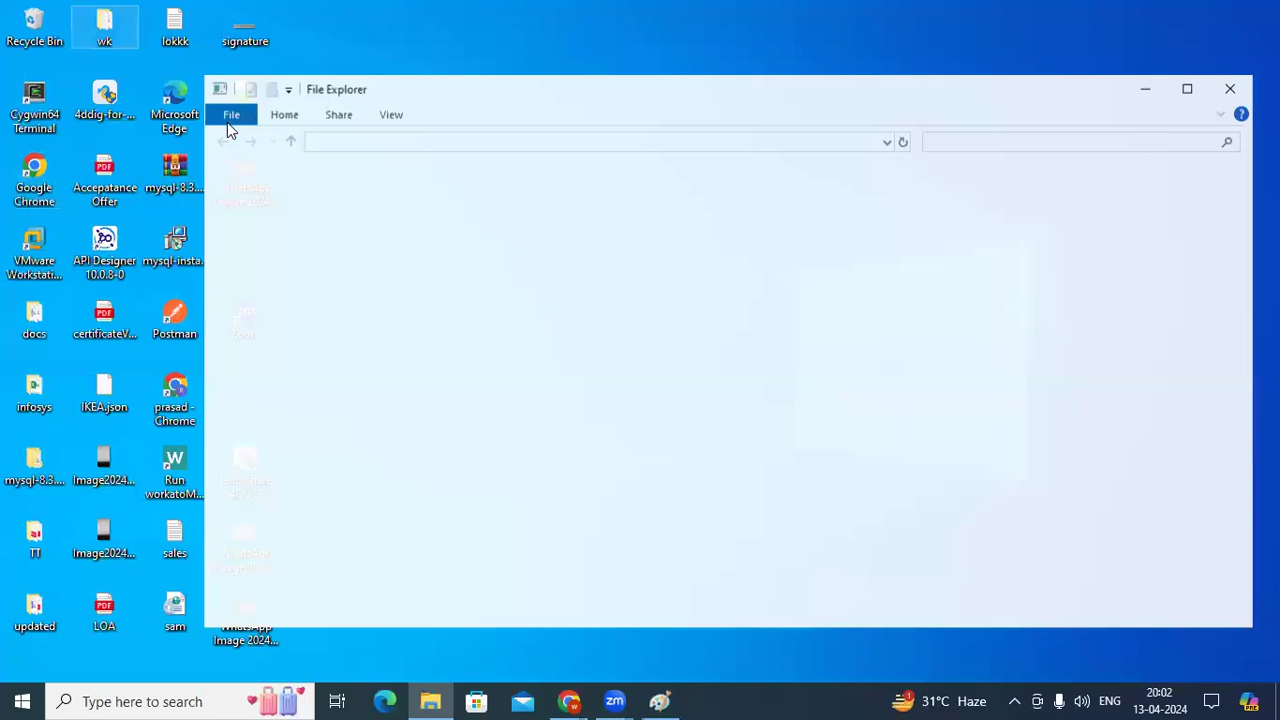 Recycle Bin
wk
lokkk
signature
File Explorer
File
Home
Share
View
Cygwin64
Terminal
4ddig-for-...
Microsoft
Edge
Google
Chrome
Accepatance
Offer
mysql-8.3....
VMware
Workstati...
API Designer
10.0.8-0
mysql-insta...
docs
certificateV...
Postman
Zoom
infosys
IKEA.json
prasad -
Chrome
mysql-8.3....
Image2024...
Run
workatoM...
TT
Image2024...
sales
updated
LOA
sam
WhatsApp
Image 2024...
Type here to search
31°C Haze
ENG
20:02
13-04-2024